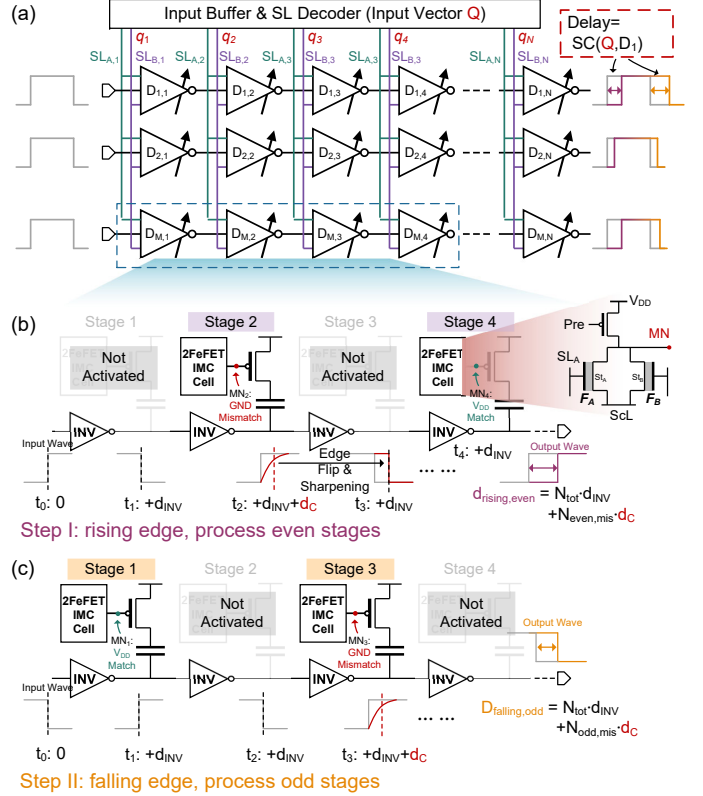 (a)
Input Buffer & SL Decoder (Input Vector Q)
Delay=
SC(Q,D1)
q1 q2 q3 q4 qN
SLA,1 SLB,1 SLA,2 SLB,2 SLA,3 SLB,3 SLA,3 SLB,3 SLA,N SLB,N
D1,1 D1,2 D1,3 D1,4 D1,N
D2,1 D2,2 D2,3 D2,4 D2,N
DM,1 DM,2 DM,3 DM,4 DM,N
(b)
Stage 1 Stage 2 Stage 3 Stage 4
2FeFET IMC Cell
Not Activated
2FeFET IMC Cell
MN2: GND Mismatch
2FeFET IMC Cell
Not Activated
2FeFET IMC Cell
MN4: VDD Match
VDD
Pre
MN
SLA
StA StB
FA FB
ScL
INV INV INV INV
Input Wave
Edge Flip & Sharpening
... ...
t4: +dINV
Output Wave
t0: 0 t1: +dINV t2: +dINV+dC t3: +dINV
drising,even = Ntot·dINV
+Neven,mis·dC
Step I: rising edge, process even stages
(c)
Stage 1 Stage 2 Stage 3 Stage 4
2FeFET IMC Cell
MN1: VDD Match
Not Activated
2FeFET IMC Cell
MN3: GND Mismatch
Not Activated
Output Wave
INV INV INV INV
Input Wave
... ...
Dfalling,odd = Ntot·dINV
+Nodd,mis·dC
t0: 0 t1: +dINV t2: +dINV t3: +dINV+dC
Step II: falling edge, process odd stages